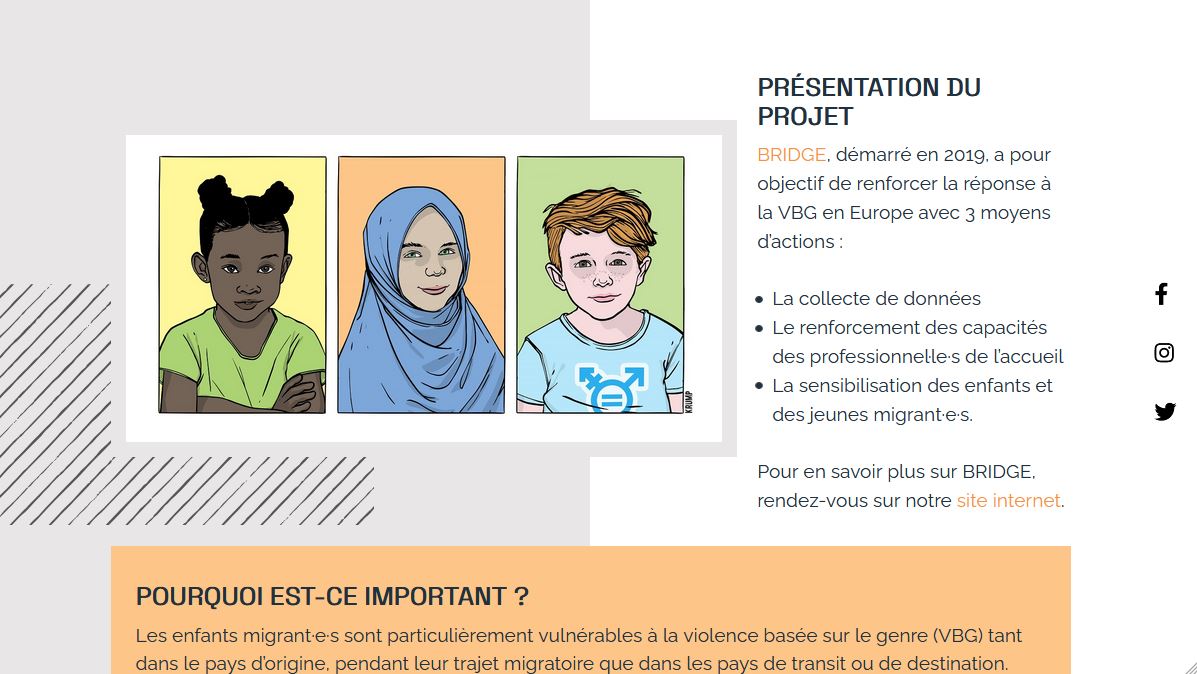 PRÉSENTATION DU
PROJET
BRIDGE, démarré en 2019, a pour
objectif de renforcer la réponse à
la VBG en Europe avec 3 moyens
d’actions :
La collecte de données
Le renforcement des capacités
des professionnelle·s de l’accueil
La sensibilisation des enfants et
des jeunes migrant·e·s.
Pour en savoir plus sur BRIDGE,
rendez-vous sur notre site internet.
KRUMP
POURQUOI EST-CE IMPORTANT ?
Les enfants migrant·e·s sont particulièrement vulnérables à la violence basée sur le genre (VBG) tant
dans le pays d’origine, pendant leur trajet migratoire que dans les pays de transit ou de destination.